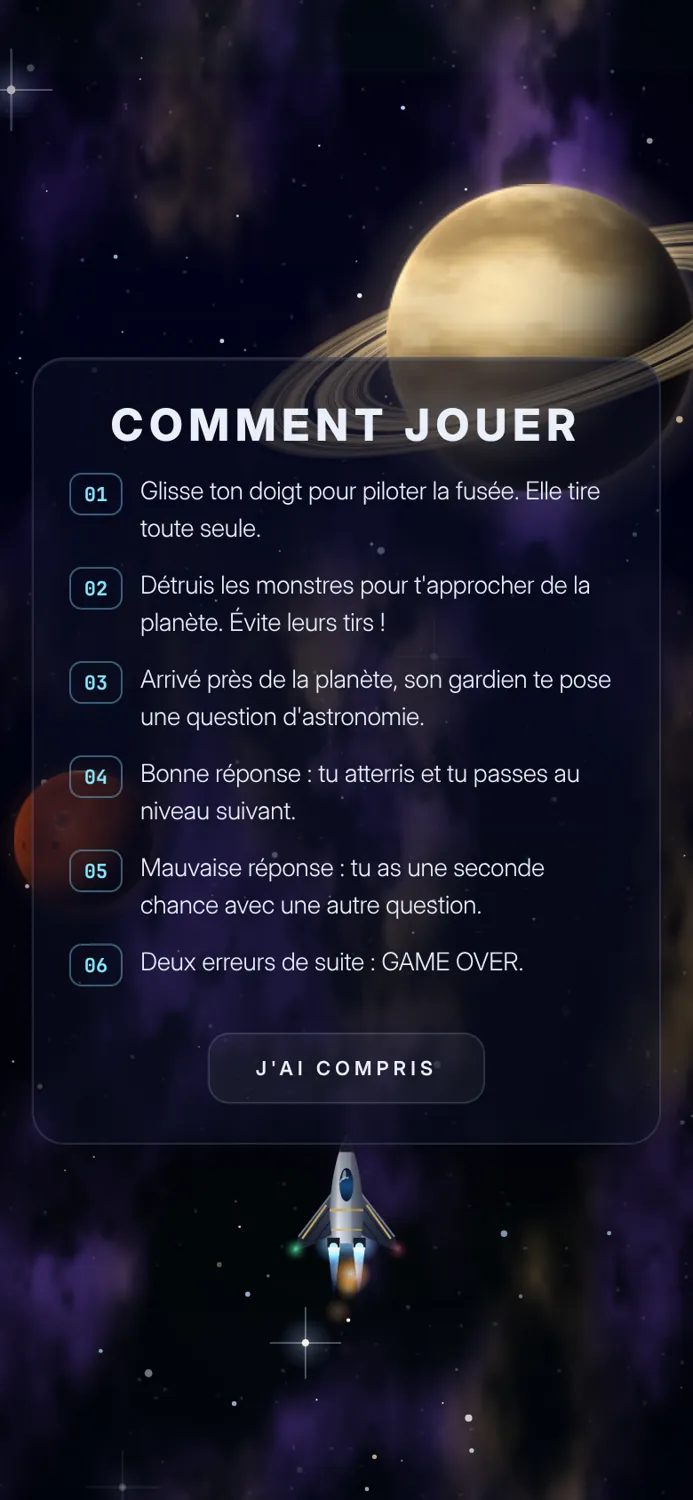 COMMENT JOUER
01 Glisse ton doigt pour piloter la fusée. Elle tire
toute seule.
02 Détruis les monstres pour t'approcher de la
planète. Évite leurs tirs !
03 Arrivé près de la planète, son gardien te pose
une question d'astronomie.
04 Bonne réponse : tu atterris et tu passes au
niveau suivant.
05 Mauvaise réponse : tu as une seconde
chance avec une autre question.
06 Deux erreurs de suite : GAME OVER.
J'AI COMPRIS